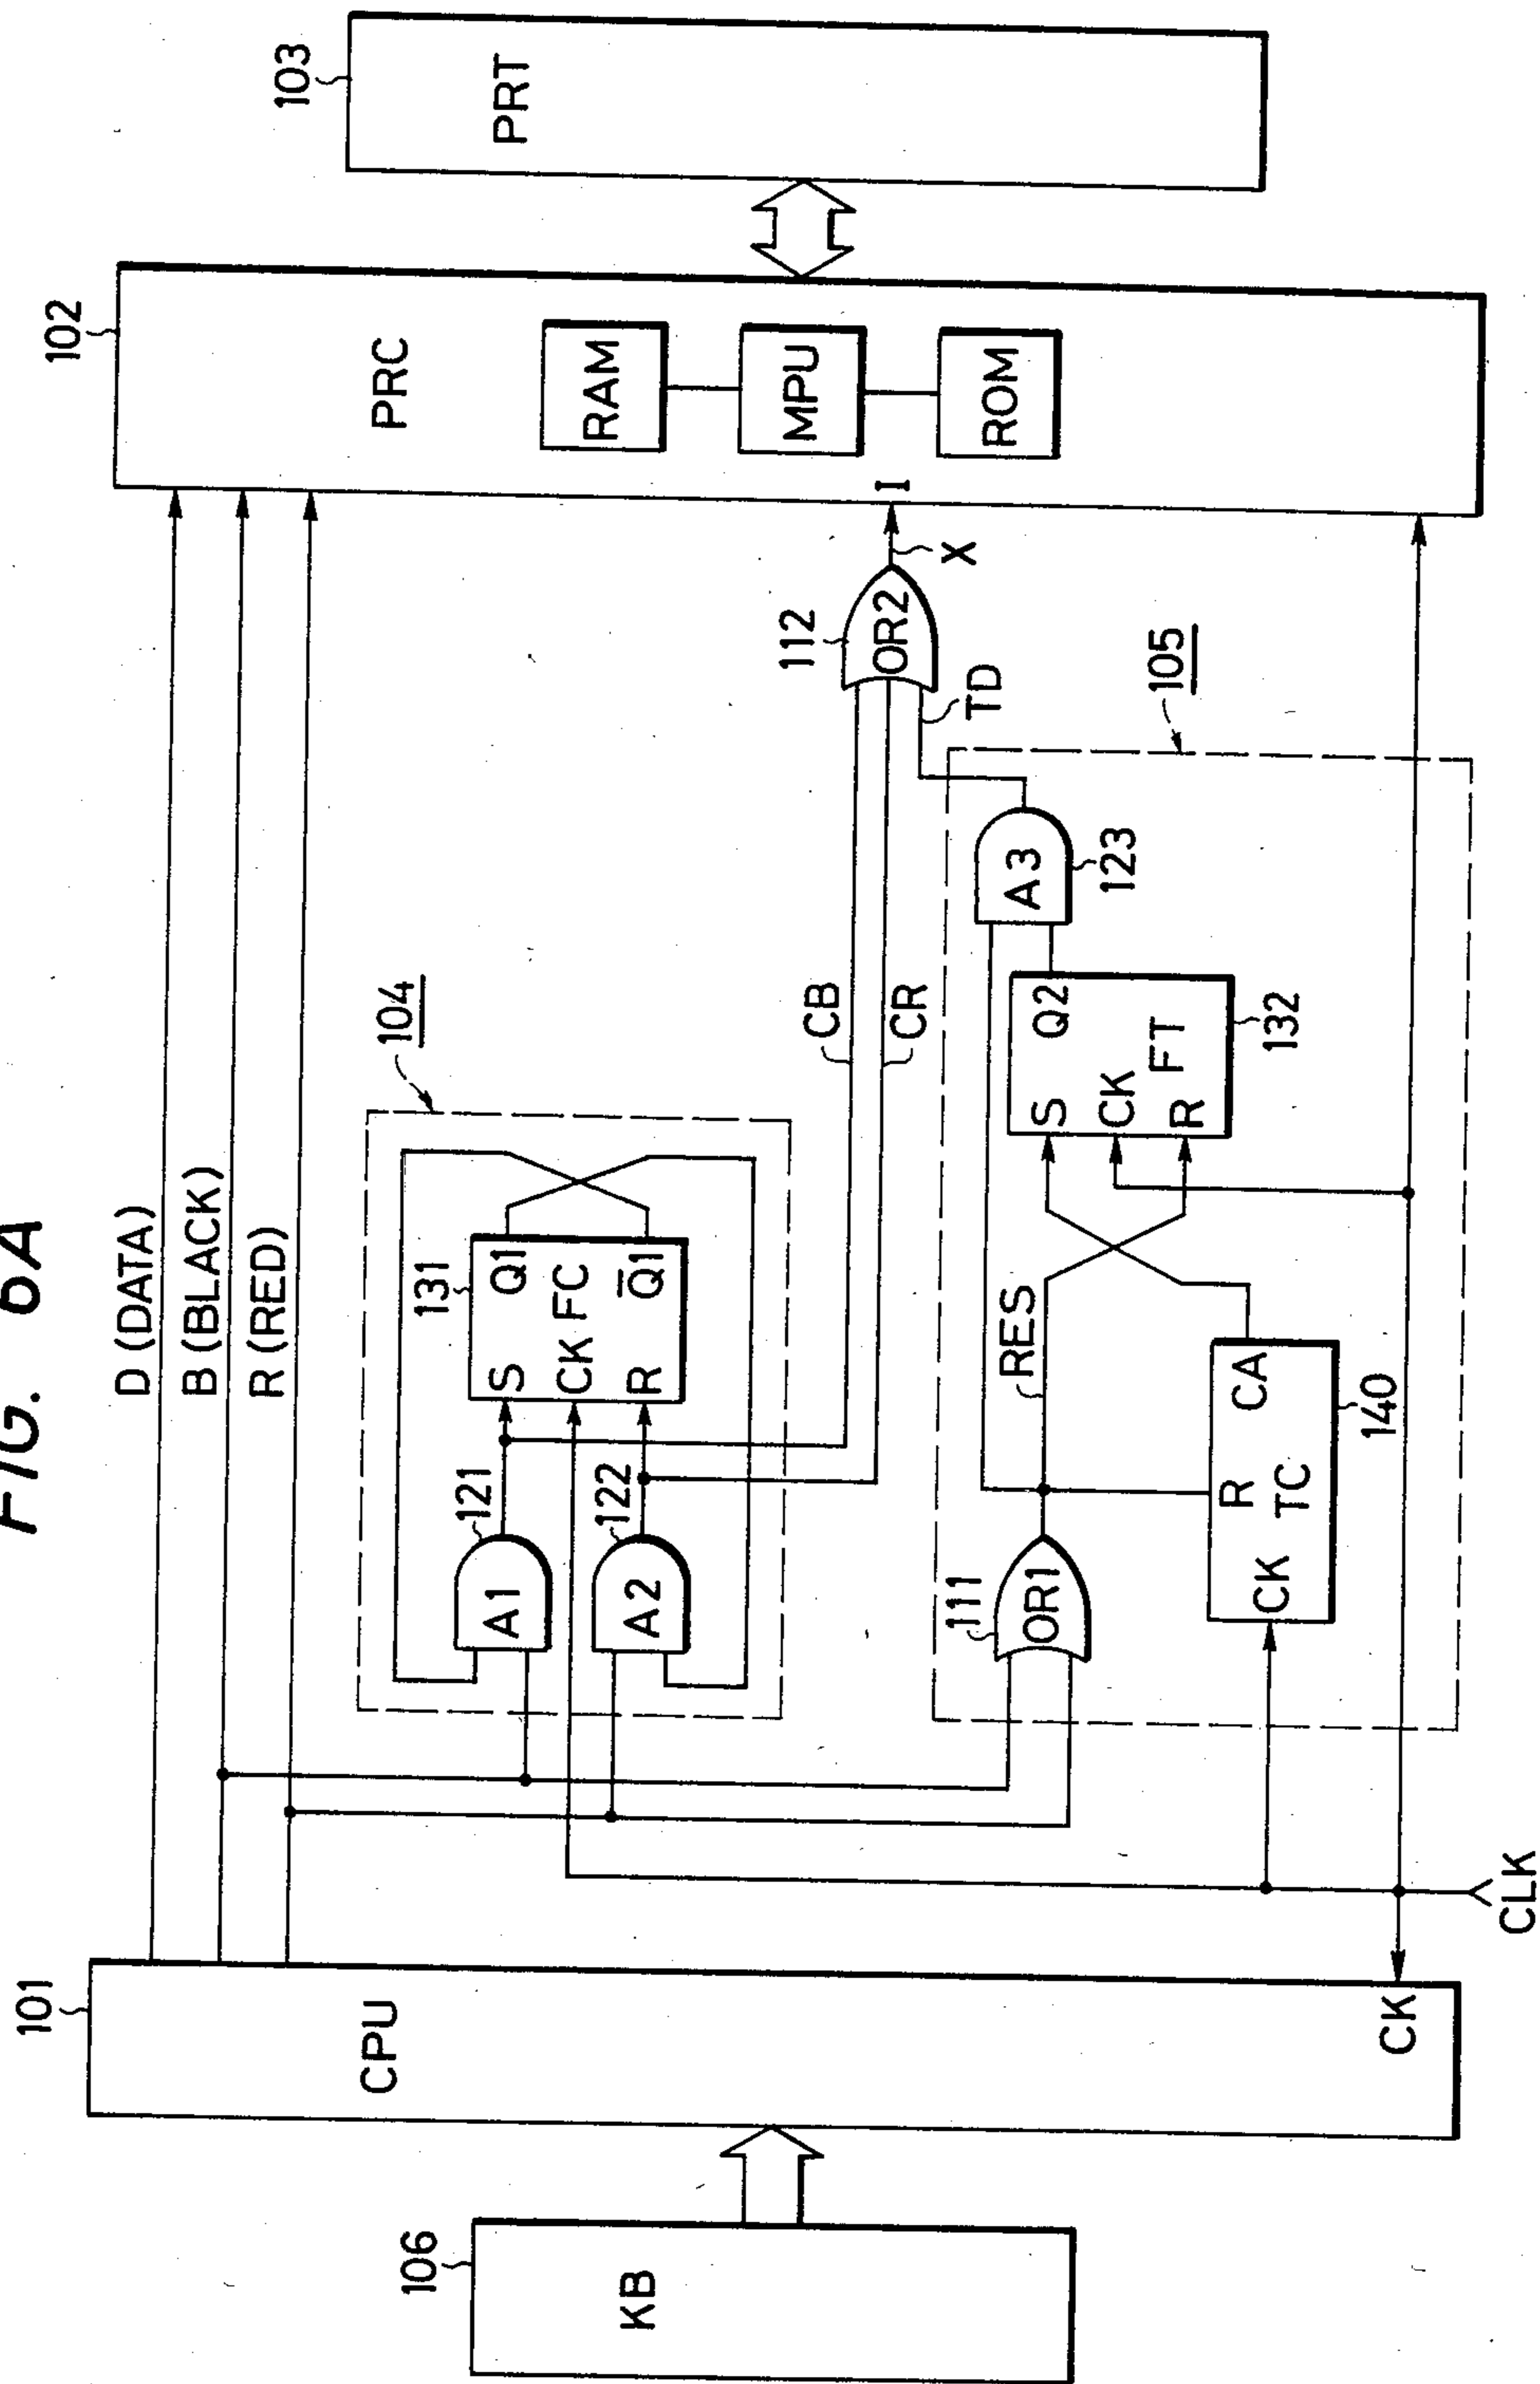 FIG. 6A
101
CPU
CK
106
KB
D (DATA)
B (BLACK)
R (RED)
104
121
A1
122
A2
131
S
Q1
CK FC
R
Q̅1
CB
CR
112
OR2
TD
X
105
111
OR1
RES
R
CK
TC
CA
140
S
Q2
CK
FT
R
132
A3
123
CLK
102
PRC
I
RAM
MPU
ROM
103
PRT